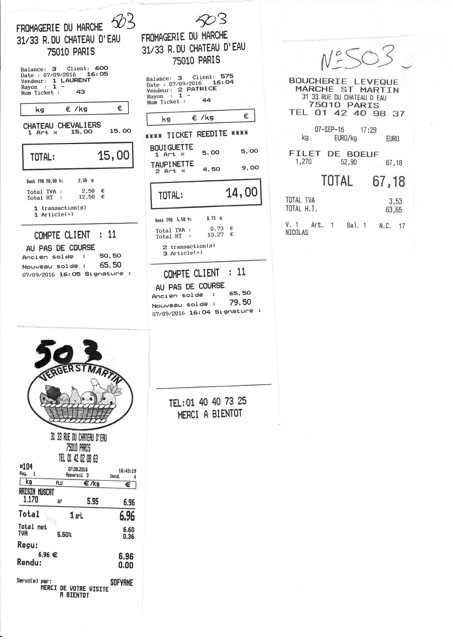 503
FROMAGERIE DU MARCHE
31/33 R.DU CHATEAU D'EAU
75010 PARIS
Balance: 3 Client: 600
Date : 07/09/2016 16:05
Vendeur : 1 LAURENT
Rayon : 1 -
Num Ticket : 43
kg € /kg €
CHATEAU CHEVALIERS
1 Art x 15,00 15,00
TOTAL: 15,00
Dont TVA 20,00 %: 2,50 €
Total TVA : 2,50 €
Total HT : 12,50 €
1 transaction(s)
1 Article(s)
COMPTE CLIENT : 11
AU PAS DE COURSE
Ancien solde : 50,50
Nouveau solde : 65,50
07/09/2016 16:05 Signature :
503
FROMAGERIE DU MARCHE
31/33 R.DU CHATEAU D'EAU
75010 PARIS
Balance: 3 Client: 575
Date : 07/09/2016 16:04
Vendeur: 2 PATRICE
Rayon : 1 -
Num Ticket : 44
kg € /kg €
**** TICKET REEDITE ****
BOUIGUETTE
1 Art x 5,00 5,00
TAUPINETTE
2 Art x 4,50 9,00
TOTAL: 14,00
Dont TVA 5,50 %: 0,73 €
Total TVA : 0,73 €
Total HT : 13,27 €
2 transaction(s)
3 Article(s)
COMPTE CLIENT : 11
AU PAS DE COURSE
Ancien solde : 65,50
Nouveau solde : 79,50
07/09/2016 16:04 Signature :
TEL:01 40 40 73 25
MERCI A BIENTOT
N°503
BOUCHERIE LEVEQUE
MARCHE ST MARTIN
31 33 RUE DU CHATEAU D EAU
75010 PARIS
TEL 01 42 40 98 37
07-SEP-16 17:29
kg EURO/kg EURO
FILET DE BOEUF
1,270 52,90 67,18
TOTAL 67,18
TOTAL TVA 3,53
TOTAL H.T. 63,65
V. 1 Art. 1 Bal. 1 N.C. 17
NICOLAS
503
VERGER ST MARTIN
31 33 RUE DU CHATEAU D'EAU
75010 PARIS
TEL 01 42 02 08 63
#104 07.09.2016 16:43:19
Ray. 1 Appareil 3 Vend. 4
kg PLU €/kg €
RAISIN MUSCAT
1.170 97 5.95 6.96
Total 1 art 6.96
Total net 6.60
TVA 5.50% 0.36
Reçu:
6.96 € 6.96
Rendu: 0.00
Servi(e) par: SOFYANE
MERCI DE VOTRE VISITE
A BIENTOT